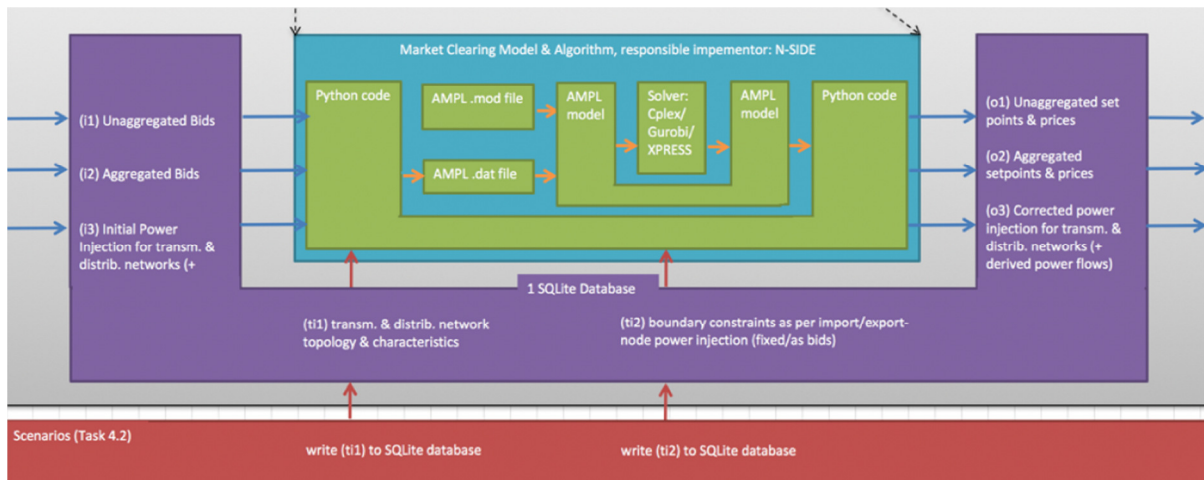 Market Clearing Model & Algorithm, responsible impementor: N-SIDE
(i1) Unaggregated Bids
(i2) Aggregated Bids
(i3) Initial Power
Injection for transm. &
distrib. networks (+
Python code
AMPL .mod file
AMPL .dat file
AMPL
model
Solver:
Cplex/
Gurobi/
XPRESS
AMPL
model
Python code
(o1) Unaggregated set
points & prices
(o2) Aggregated
setpoints & prices
(o3) Corrected power
injection for transm. &
distrib. networks (+
derived power flows)
1 SQLite Database
(ti1) transm. & distrib. network
topology & characteristics
(ti2) boundary constraints as per import/export-
node power injection (fixed/as bids)
Scenarios (Task 4.2)
write (ti1) to SQLite database
write (ti2) to SQLite database